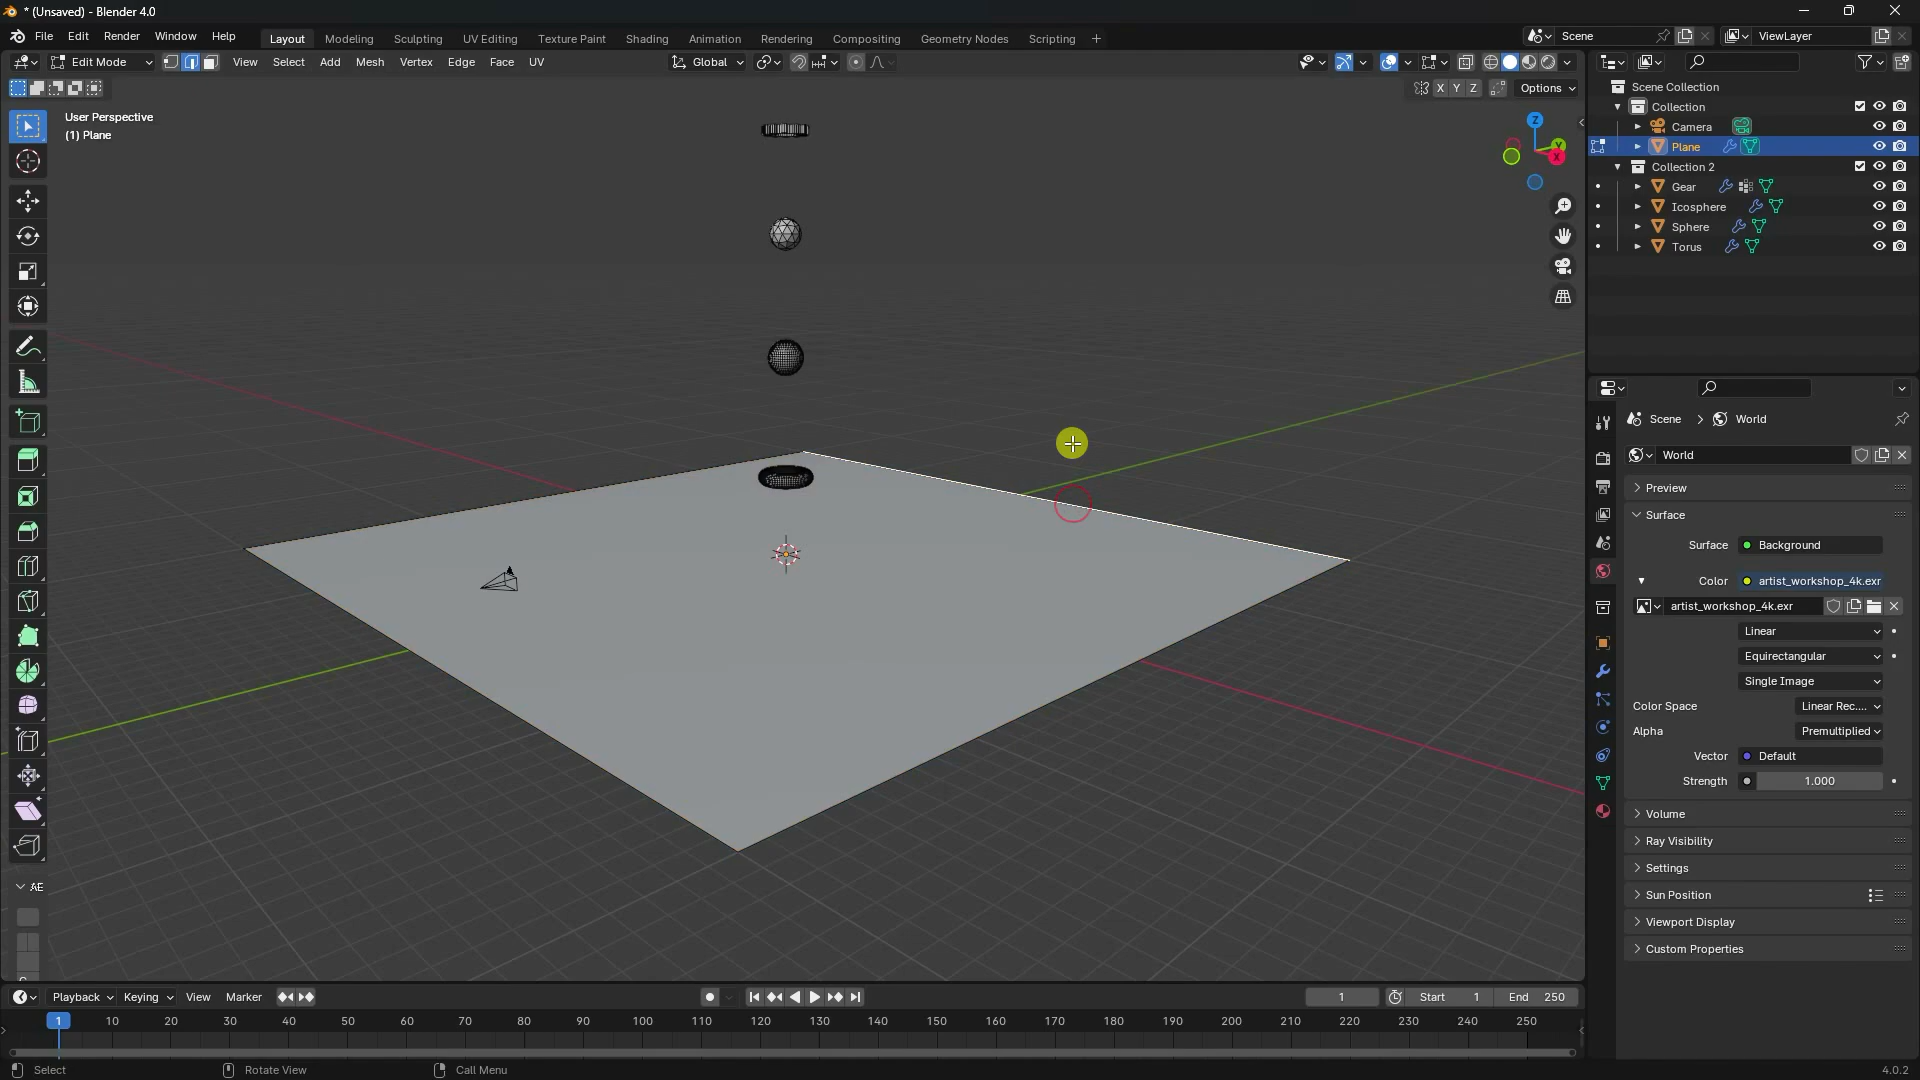 * (Unsaved) - Blender 4.0
File Edit Render Window Help
Layout Modeling Sculpting UV Editing Texture Paint Shading Animation Rendering Compositing Geometry Nodes Scripting +
Scene
ViewLayer
Edit Mode
View Select Add Mesh Vertex Edge Face UV
Global
X Y Z
Options
User Perspective
(1) Plane
Z
Y
X
Scene Collection
Collection
Camera
Plane
Collection 2
Gear
Icosphere
Sphere
Torus
Scene > World
World
Preview
Surface
Surface Background
Color artist_workshop_4k.exr
artist_workshop_4k.exr
Linear
Equirectangular
Single Image
Color Space Linear Rec....
Alpha Premultiplied
Vector Default
Strength 1.000
Volume
Ray Visibility
Settings
Sun Position
Viewport Display
Custom Properties
AE
Playback Keying View Marker
1
Start 1
End 250
1 10 20 30 40 50 60 70 80 90 100 110 120 130 140 150 160 170 180 190 200 210 220 230 240 250
Select
Rotate View
Call Menu
4.0.2